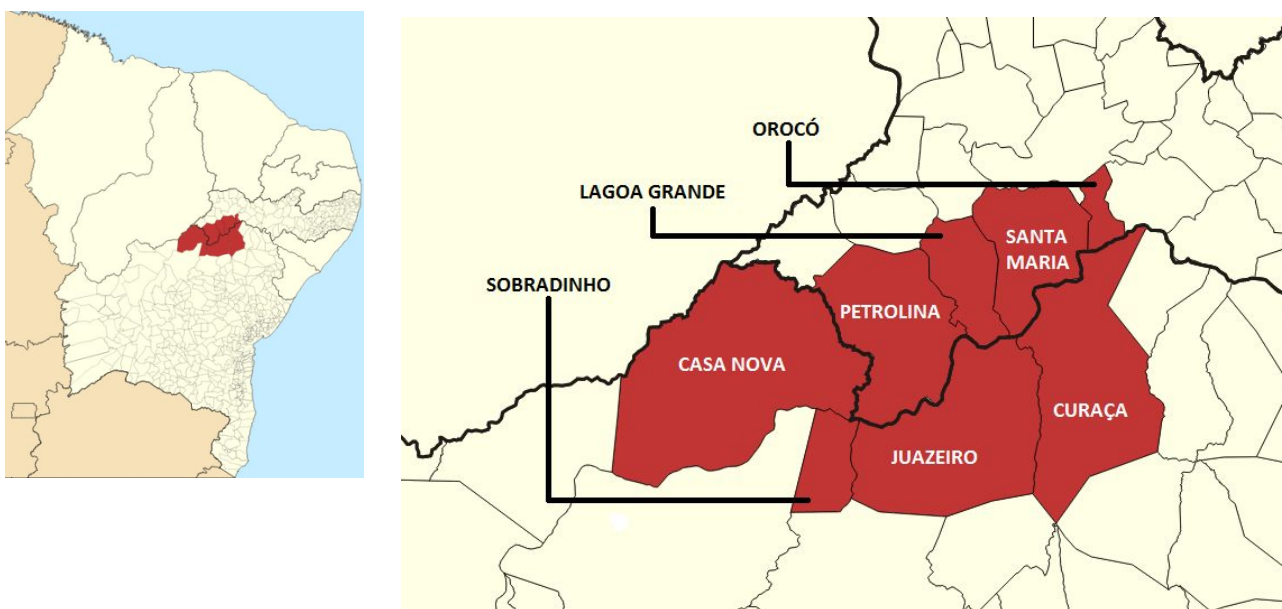 OROCÓ
LAGOA GRANDE
SANTA
MARIA
SOBRADINHO
PETROLINA
CASA NOVA
CURAÇA
JUAZEIRO